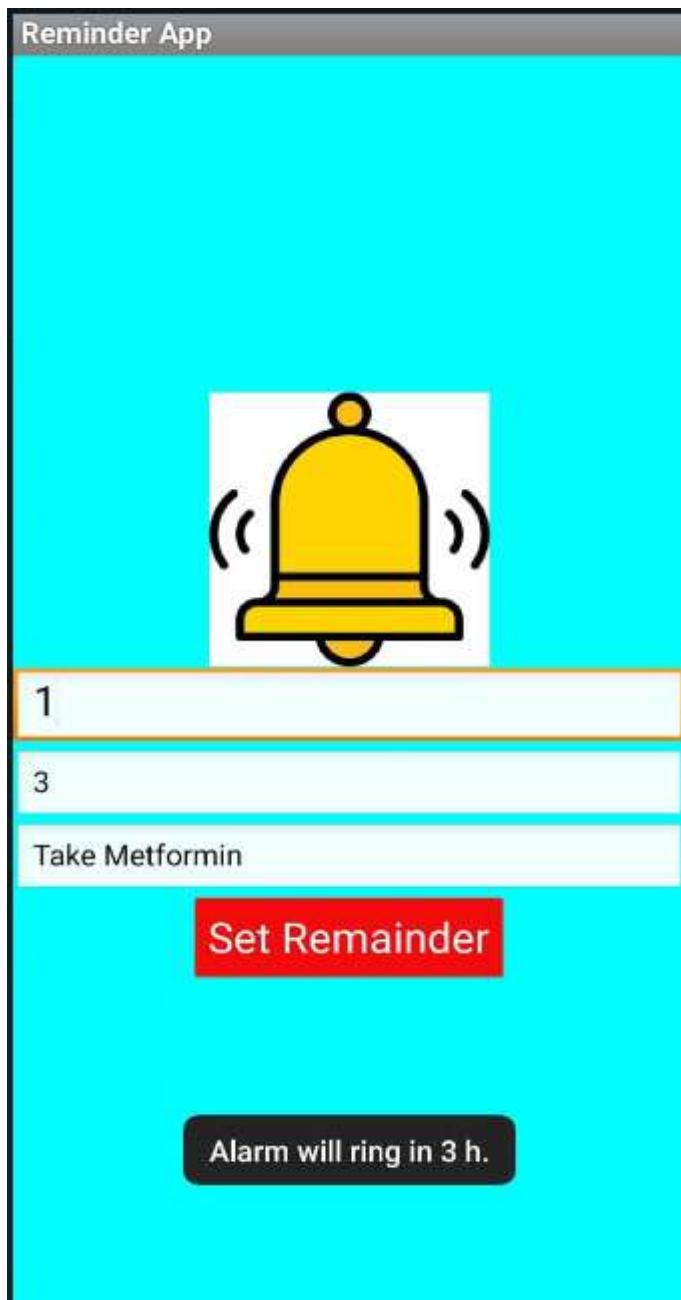 Reminder App
1
3
Take Metformin
Set Remainder
Alarm will ring in 3 h.